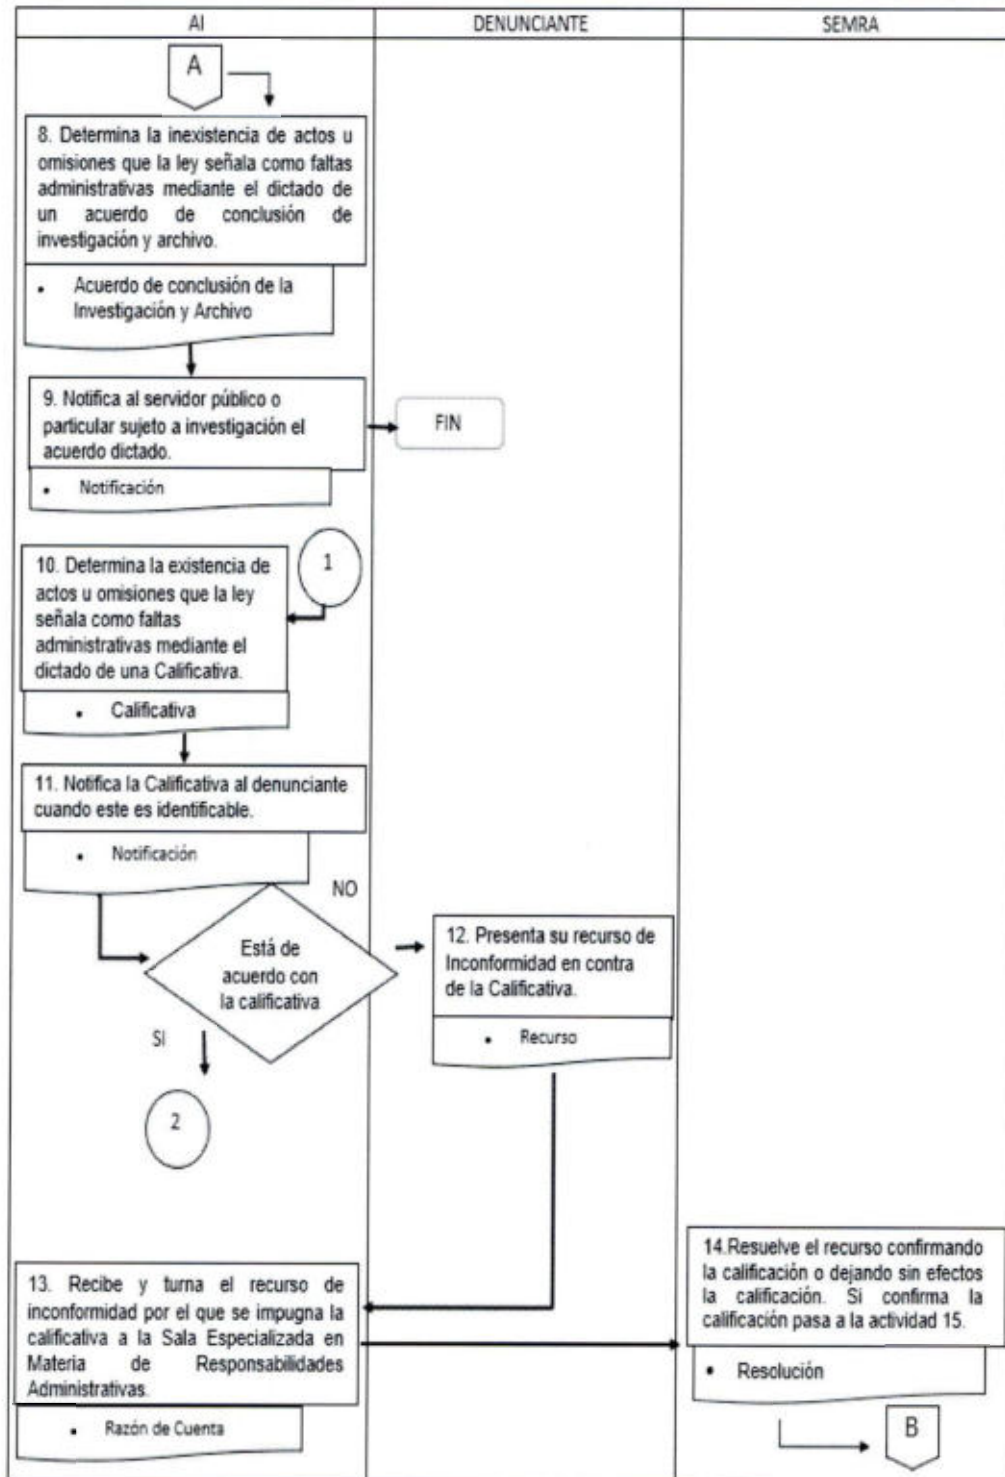 AI
DENUNCIANTE
SEMRA
A
8. Determina la inexistencia de actos u
omisiones que la ley señala como faltas
administrativas mediante el dictado de
un acuerdo de conclusión de
investigación y archivo.
• Acuerdo de conclusión de la
Investigación y Archivo
9. Notifica al servidor público o
particular sujeto a investigación el
acuerdo dictado.
FIN
• Notificación
1
10. Determina la existencia de
actos u omisiones que la ley
señala como faltas
administrativas mediante el
dictado de una Calificativa.
• Calificativa
11. Notifica la Calificativa al denunciante
cuando este es identificable.
• Notificación
NO
Está de
acuerdo con
la calificativa
SI
2
12. Presenta su recurso de
Inconformidad en contra
de la Calificativa.
• Recurso
13. Recibe y turna el recurso de
inconformidad por el que se impugna la
calificativa a la Sala Especializada en
Materia de Responsabilidades
Administrativas.
• Razón de Cuenta
14.Resuelve el recurso confirmando
la calificación o dejando sin efectos
la calificación. Si confirma la
calificación pasa a la actividad 15.
• Resolución
B